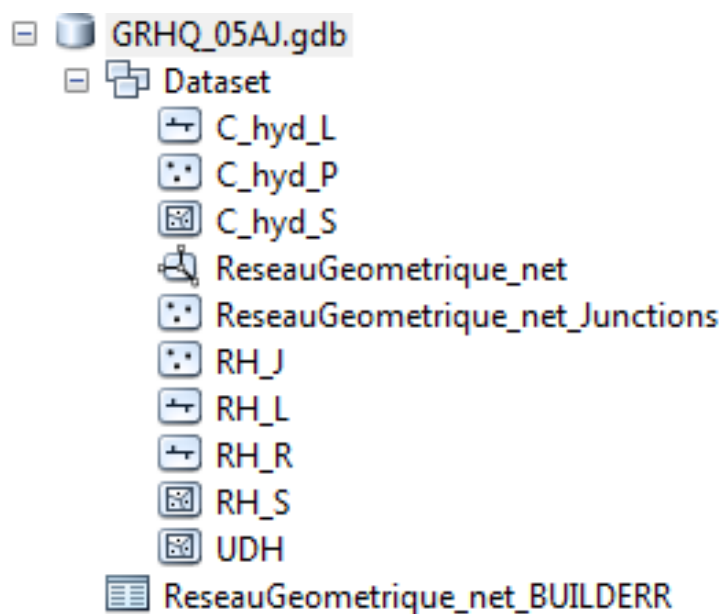 GRHQ_05AJ.gdb
Dataset
C_hyd_L
C_hyd_P
C_hyd_S
ReseauGeometrique_net
ReseauGeometrique_net_Junctions
RH_J
RH_L
RH_R
RH_S
UDH
ReseauGeometrique_net_BUILDERR